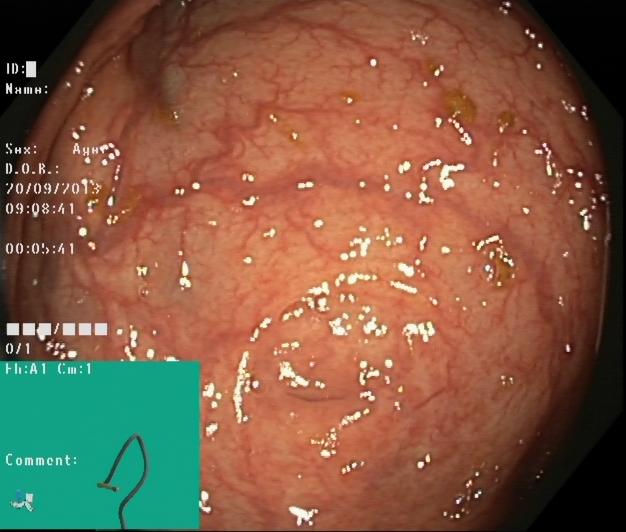 ID:
Name:
Sex: Age:
D.O.B.:
20/09/2013
09:08:41
00:05:41
/
0/1
Eh:A1 Cm:1
Comment: